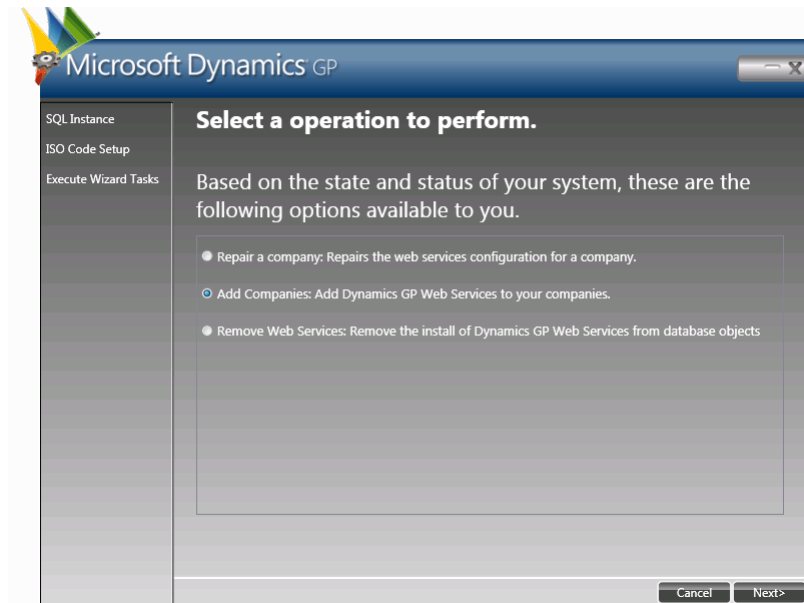 Microsoft Dynamics GP
SQL Instance
ISO Code Setup
Execute Wizard Tasks
Select a operation to perform.
Based on the state and status of your system, these are the
following options available to you.
Repair a company: Repairs the web services configuration for a company.
Add Companies: Add Dynamics GP Web Services to your companies.
Remove Web Services: Remove the install of Dynamics GP Web Services from database objects
Cancel
Next>